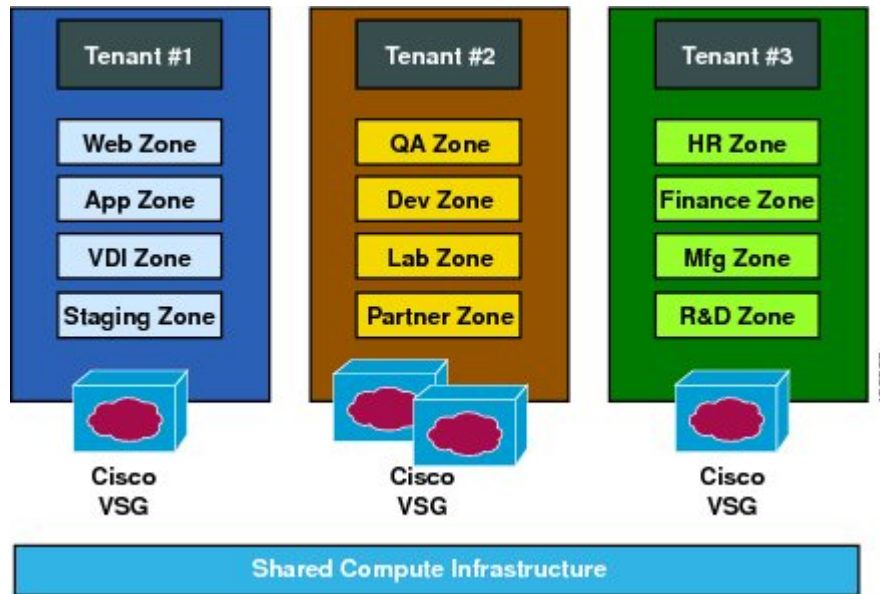 Tenant #1
Tenant #2
Tenant #3
Web Zone
QA Zone
HR Zone
App Zone
Dev Zone
Finance Zone
VDI Zone
Lab Zone
Mfg Zone
Staging Zone
Partner Zone
R&D Zone
Cisco
VSG
Cisco
VSG
Cisco
VSG
Shared Compute Infrastructure